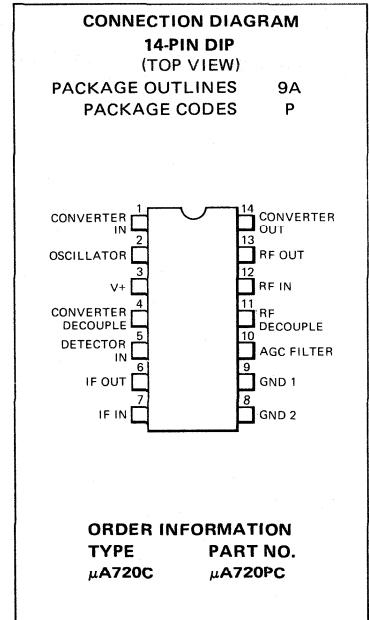 CONNECTION DIAGRAM
14-PIN DIP
(TOP VIEW)
PACKAGE OUTLINES 9A
PACKAGE CODES P
1 14
CONVERTER IN CONVERTER OUT
2 13
OSCILLATOR RF OUT
3 12
V+ RF IN
4 11
CONVERTER DECOUPLE RF DECOUPLE
5 10
DETECTOR IN AGC FILTER
6 9
IF OUT GND 1
7 8
IF IN GND 2
ORDER INFORMATION
TYPE PART NO.
μA720C μA720PC